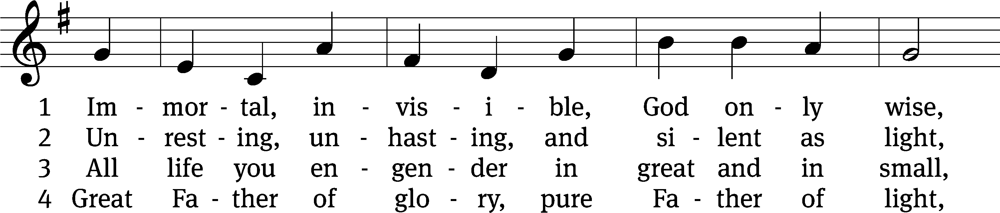 1 Im - mor - tal, in - vis - i - ble, God on - ly wise,
2 Un - rest - ing, un - hast - ing, and si - lent as light,
3 All life you en - gen - der in great and in small,
4 Great Fa - ther of glo - ry, pure Fa - ther of light,